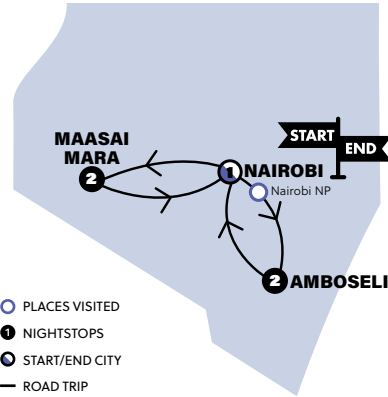 START
END
MAASAI
MARA
2
1
NAIROBI
Nairobi NP
2
AMBOSELI
PLACES VISITED
1 NIGHTSTOPS
START/END CITY
ROAD TRIP